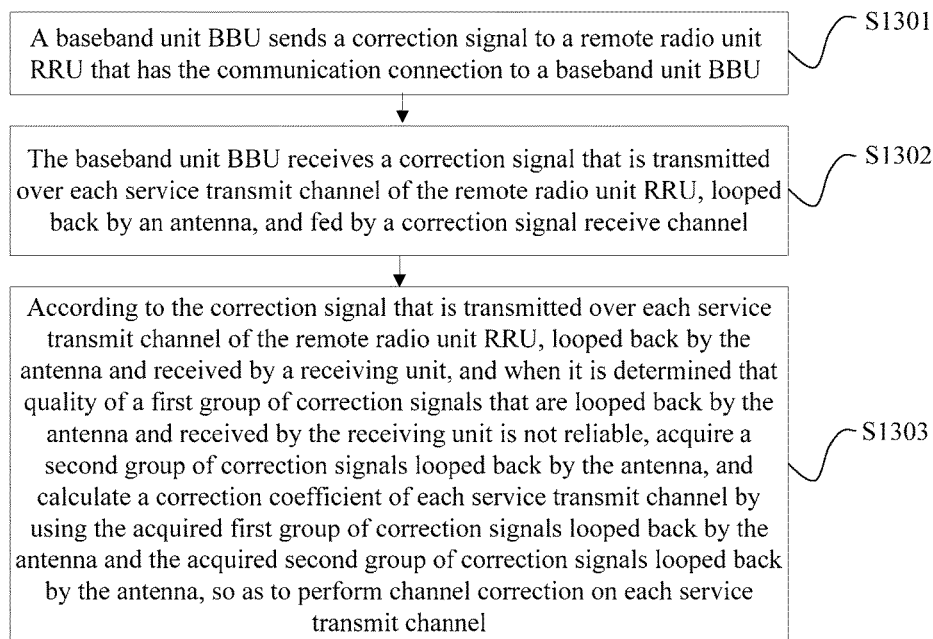 A baseband unit BBU sends a correction signal to a remote radio unit
RRU that has the communication connection to a baseband unit BBU
S1301
The baseband unit BBU receives a correction signal that is transmitted
over each service transmit channel of the remote radio unit RRU, looped
back by an antenna, and fed by a correction signal receive channel
S1302
According to the correction signal that is transmitted over each service
transmit channel of the remote radio unit RRU, looped back by the
antenna and received by a receiving unit, and when it is determined that
quality of a first group of correction signals that are looped back by the
antenna and received by the receiving unit is not reliable, acquire a
second group of correction signals looped back by the antenna, and
calculate a correction coefficient of each service transmit channel by
using the acquired first group of correction signals looped back by the
antenna and the acquired second group of correction signals looped back
by the antenna, so as to perform channel correction on each service
transmit channel
S1303